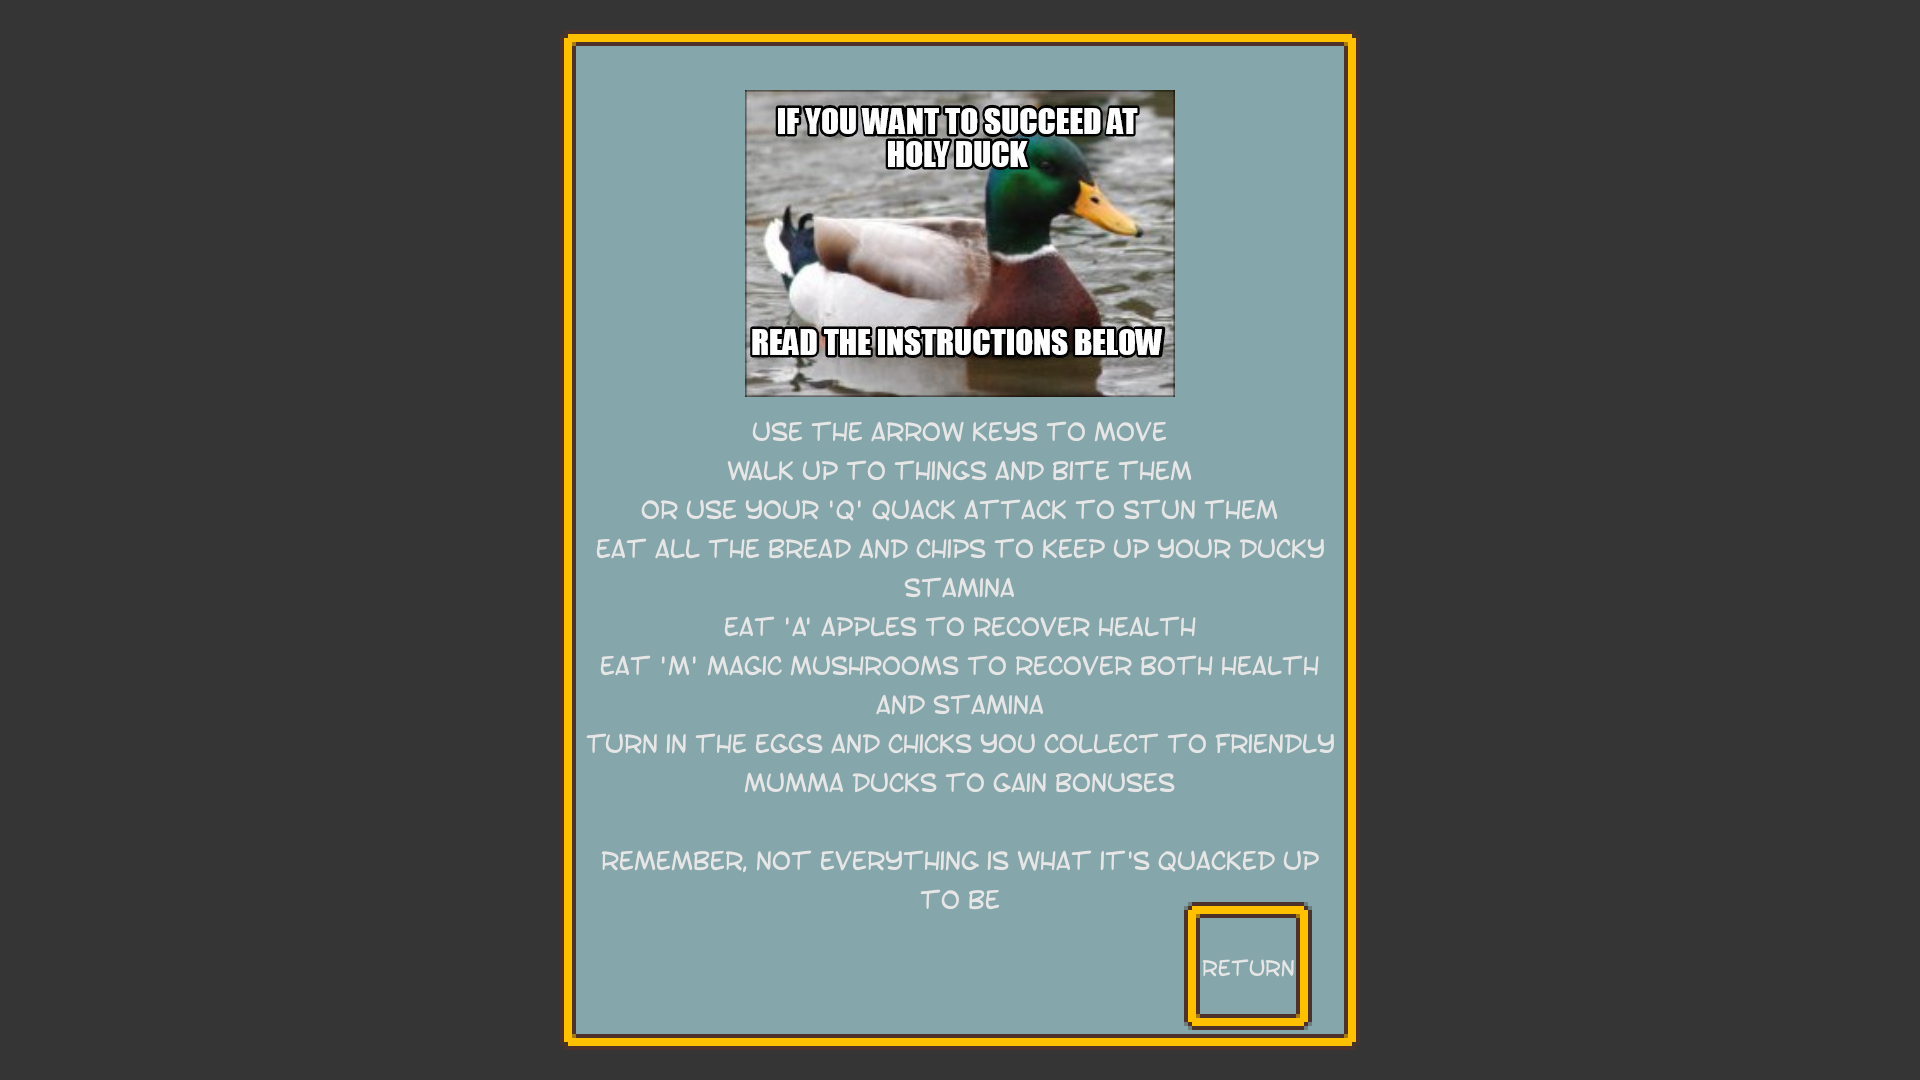 IF YOU WANT TO SUCCEED AT
HOLY DUCK
READ THE INSTRUCTIONS BELOW
USE THE ARROW KEYS TO MOVE
WALK UP TO THINGS AND BITE THEM
OR USE YOUR 'Q' QUACK ATTACK TO STUN THEM
EAT ALL THE BREAD AND CHIPS TO KEEP UP YOUR DUCKY
STAMINA
EAT 'A' APPLES TO RECOVER HEALTH
EAT 'M' MAGIC MUSHROOMS TO RECOVER BOTH HEALTH
AND STAMINA
TURN IN THE EGGS AND CHICKS YOU COLLECT TO FRIENDLY
MUMMA DUCKS TO GAIN BONUSES
REMEMBER, NOT EVERYTHING IS WHAT IT'S QUACKED UP
TO BE
RETURN